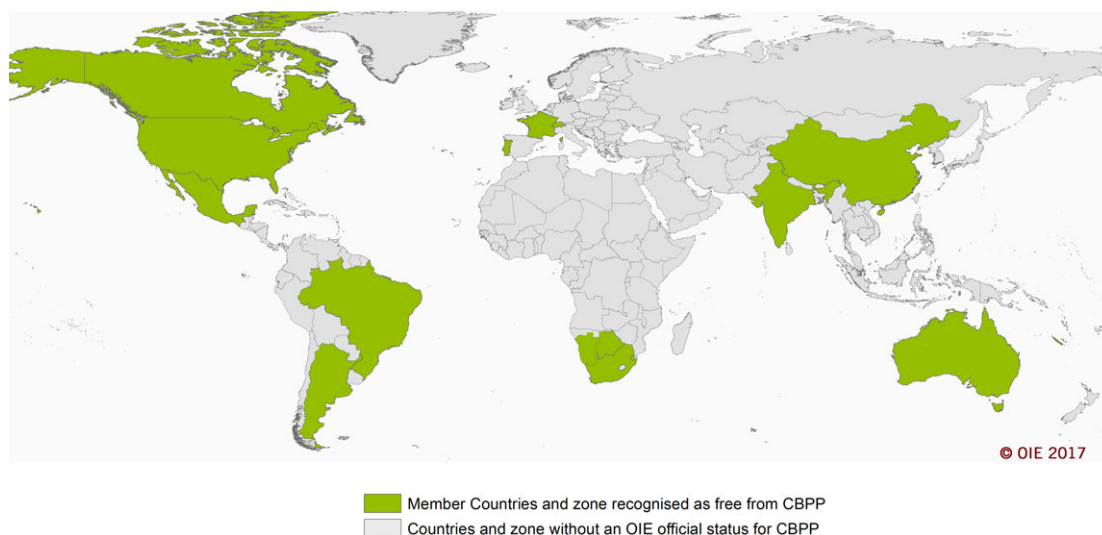 © OIE 2017
Member Countries and zone recognised as free from CBPP
Countries and zone without an OIE official status for CBPP